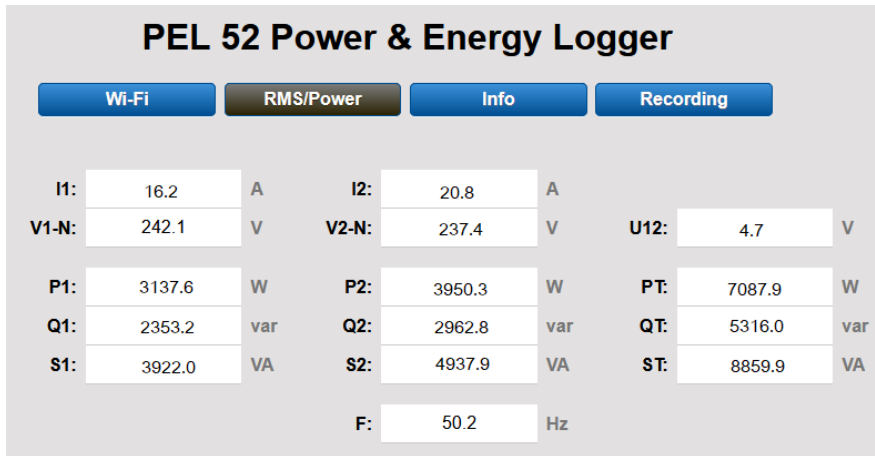 PEL 52 Power & Energy Logger
Wi-Fi RMS/Power Info Recording
I1: 16.2 A I2: 20.8 A
V1-N: 242.1 V V2-N: 237.4 V U12: 4.7 V
P1: 3137.6 W P2: 3950.3 W PT: 7087.9 W
Q1: 2353.2 var Q2: 2962.8 var QT: 5316.0 var
S1: 3922.0 VA S2: 4937.9 VA ST: 8859.9 VA
F: 50.2 Hz